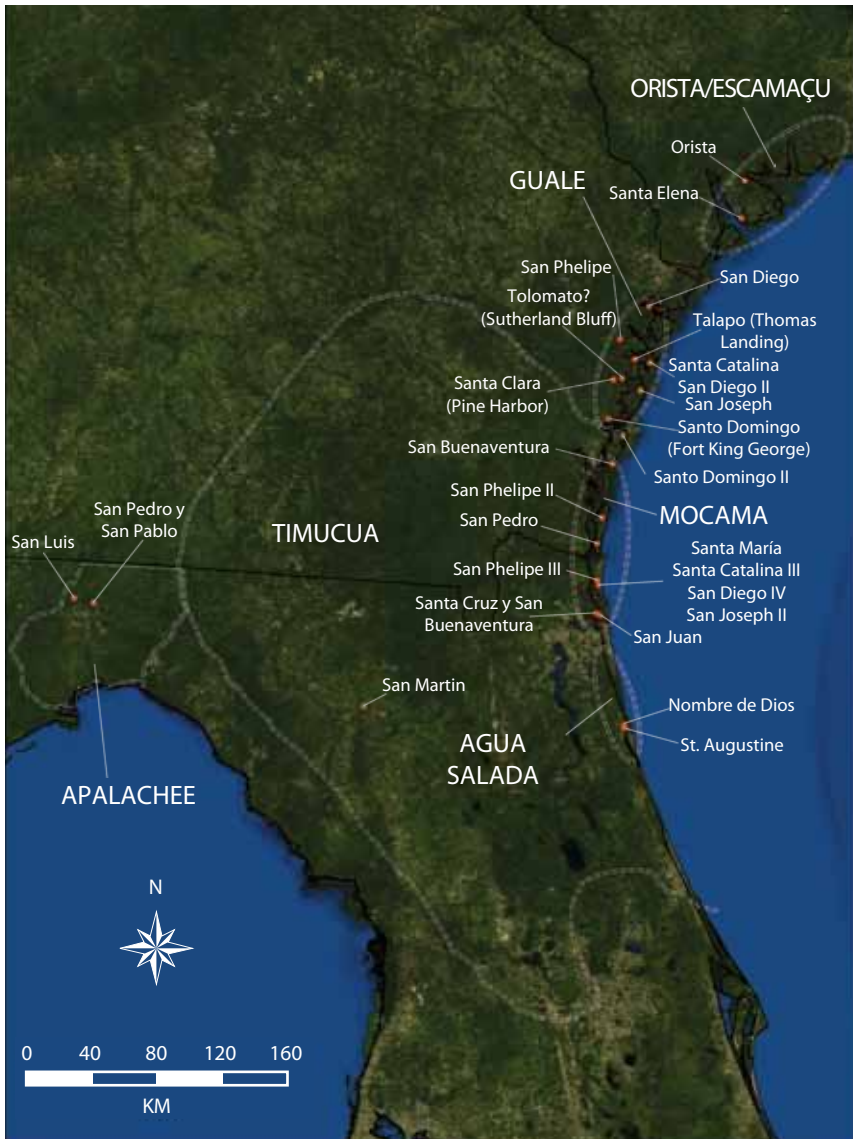 ORISTA/ESCAMAÇU
Orista
GUALE
Santa Elena
San Phelipe
San Diego
Tolomato?
(Sutherland Bluff)
Talapo (Thomas
Landing)
Santa Catalina
Santa Clara
(Pine Harbor)
San Diego II
San Joseph
Santo Domingo
(Fort King George)
San Buenaventura
Santo Domingo II
San Phelipe II
MOCAMA
San Pedro y
San Pablo
San Luis
TIMUCUA
San Pedro
Santa María
Santa Catalina III
San Diego IV
San Joseph II
San Phelipe III
Santa Cruz y San
Buenaventura
San Juan
San Martin
Nombre de Dios
St. Augustine
AGUA
SALADA
APALACHEE
N
0 40 80 120 160
KM